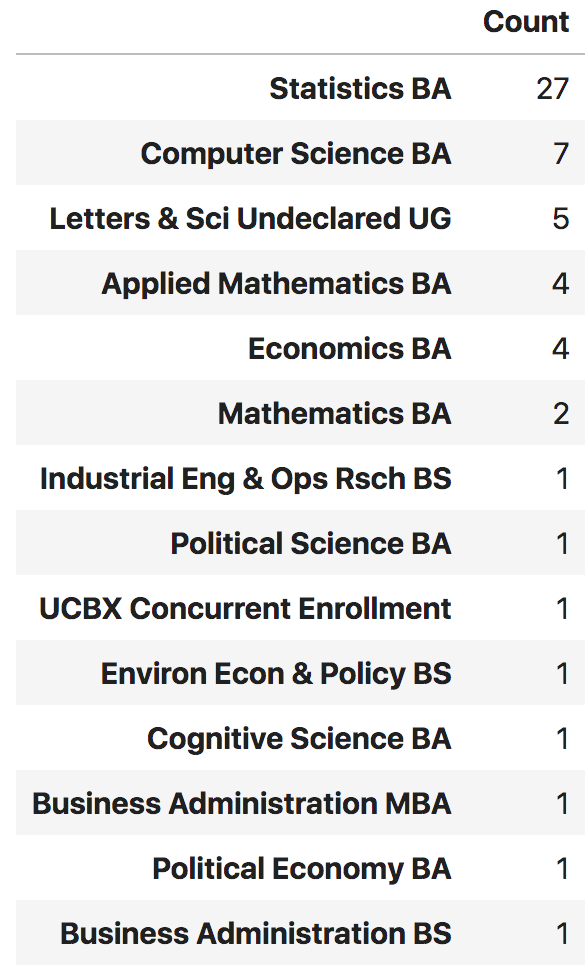 Count
Statistics BA 27
Computer Science BA 7
Letters & Sci Undeclared UG 5
Applied Mathematics BA 4
Economics BA 4
Mathematics BA 2
Industrial Eng & Ops Rsch BS 1
Political Science BA 1
UCBX Concurrent Enrollment 1
Environ Econ & Policy BS 1
Cognitive Science BA 1
Business Administration MBA 1
Political Economy BA 1
Business Administration BS 1